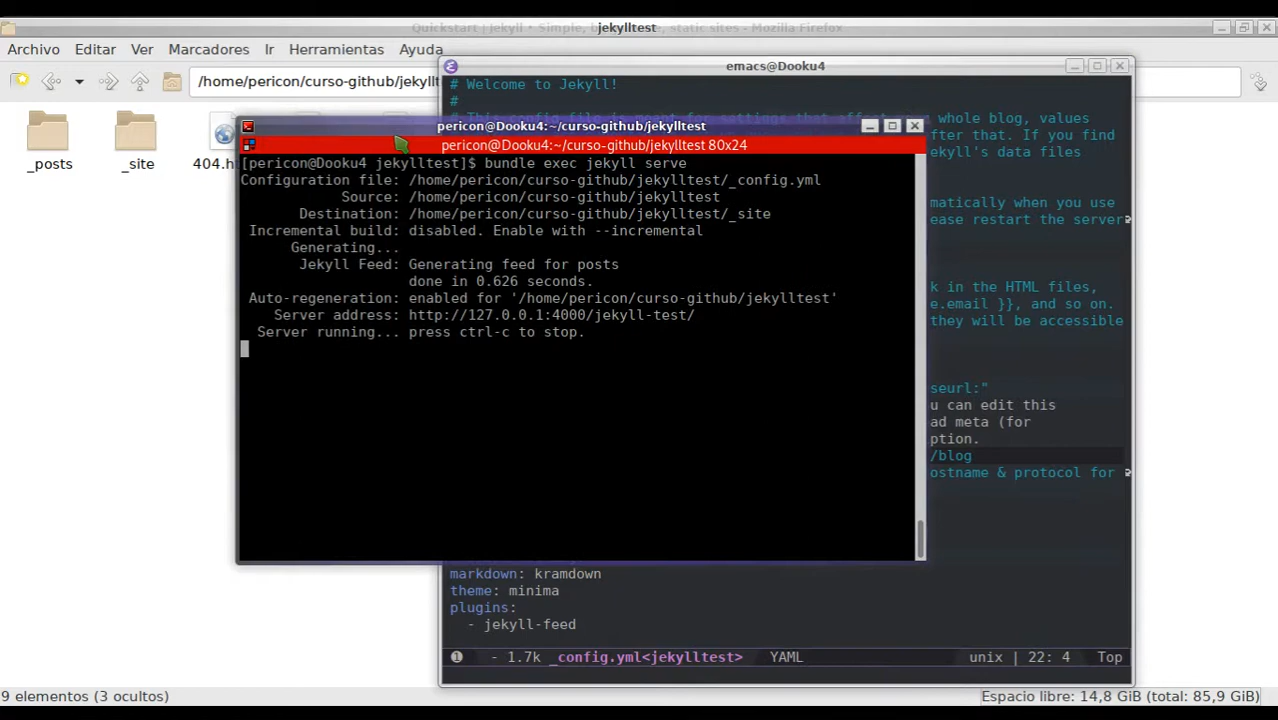 Quickstart | Jekyll • Simple, static sites - Mozilla Firefox
jekylltest
Archivo Editar Ver Marcadores Ir Herramientas Ayuda
/home/pericon/curso-github/jekyllt
emacs@Dooku4
# Welcome to Jekyll!
#
whole blog, values
fter that. If you find
ekyll's data files
_posts
_site
404.h
pericon@Dooku4:~/curso-github/jekylltest
pericon@Dooku4:~/curso-github/jekylltest 80x24
[pericon@Dooku4 jekylltest]$ bundle exec jekyll serve
Configuration file: /home/pericon/curso-github/jekylltest/_config.yml
Source: /home/pericon/curso-github/jekylltest
Destination: /home/pericon/curso-github/jekylltest/_site
Incremental build: disabled. Enable with --incremental
Generating...
Jekyll Feed: Generating feed for posts
done in 0.626 seconds.
Auto-regeneration: enabled for '/home/pericon/curso-github/jekylltest'
Server address: http://127.0.0.1:4000/jekyll-test/
Server running... press ctrl-c to stop.
matically when you use
ease restart the server
k in the HTML files,
e.email }}, and so on.
they will be accessible
seurl:"
u can edit this
ad meta (for
ption.
/blog
ostname & protocol for
markdown: kramdown
theme: minima
plugins:
- jekyll-feed
- 1.7k _config.yml<jekylltest> YAML unix | 22: 4 Top
9 elementos (3 ocultos)
Espacio libre: 14,8 GiB (total: 85,9 GiB)